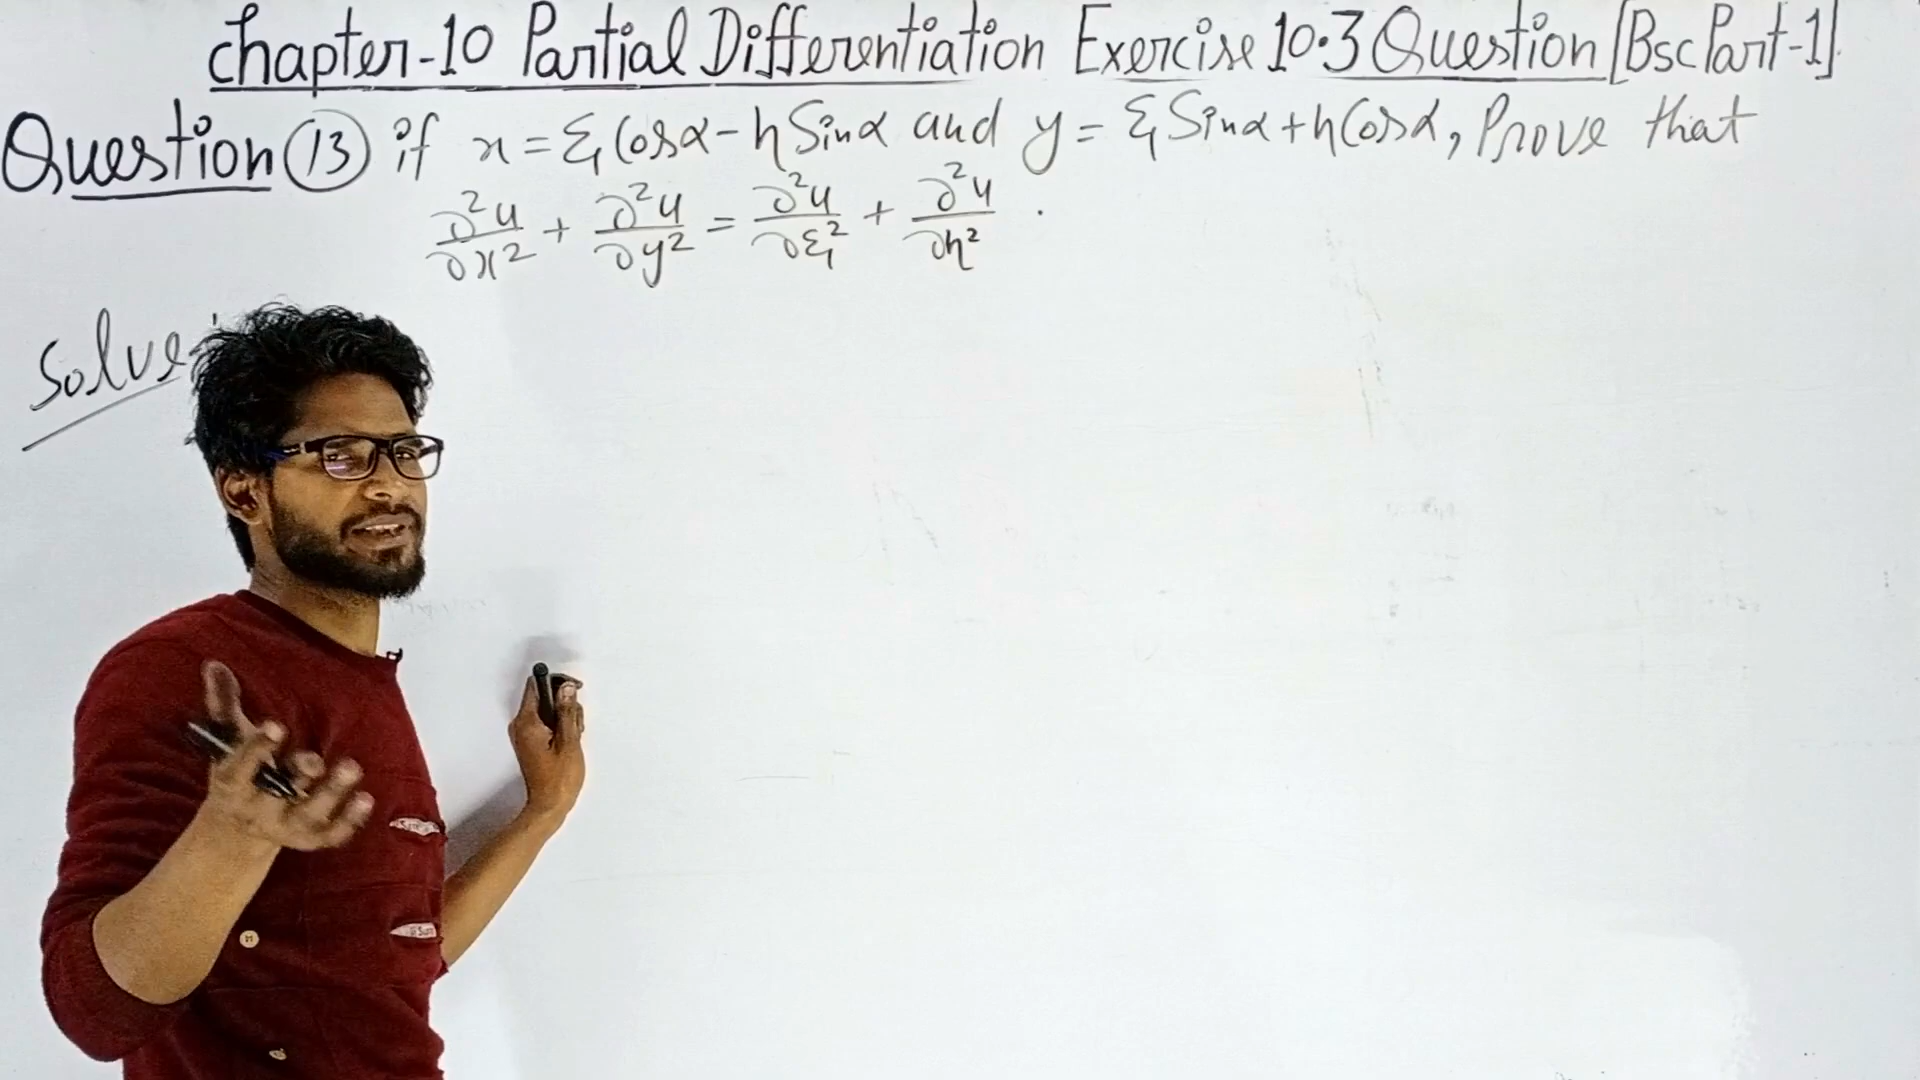 Chapter-10 Partial Differentiation Exercise 10.3 Question [Bsc Part-1]
Question 13 if x = ξ Cosα - η Sinα and y = ξ Sinα + η Cosα, Prove that
∂²u/∂x² + ∂²u/∂y² = ∂²u/∂ξ² + ∂²u/∂η² .
Solve